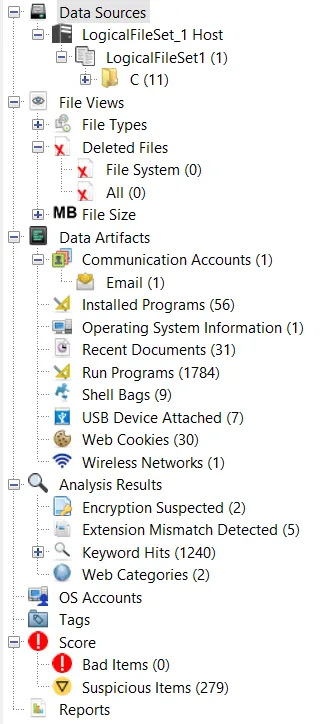 Data Sources
LogicalFileSet_1 Host
LogicalFileSet1 (1)
C (11)
File Views
File Types
Deleted Files
File System (0)
All (0)
MB File Size
Data Artifacts
Communication Accounts (1)
Email (1)
Installed Programs (56)
Operating System Information (1)
Recent Documents (31)
Run Programs (1784)
Shell Bags (9)
USB Device Attached (7)
Web Cookies (30)
Wireless Networks (1)
Analysis Results
Encryption Suspected (2)
Extension Mismatch Detected (5)
Keyword Hits (1240)
Web Categories (2)
OS Accounts
Tags
Score
Bad Items (0)
Suspicious Items (279)
Reports